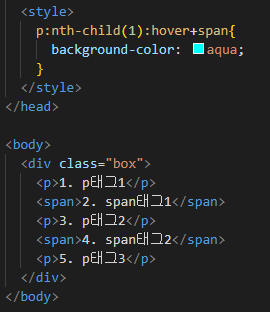 <style>
p:nth-child(1):hover+span{
background-color: aqua;
}
</style>
</head>
<body>
<div class="box">
<p>1. p태그1</p>
<span>2. span태그1</span>
<p>3. p태그2</p>
<span>4. span태그2</span>
<p>5. p태그3</p>
</div>
</body>